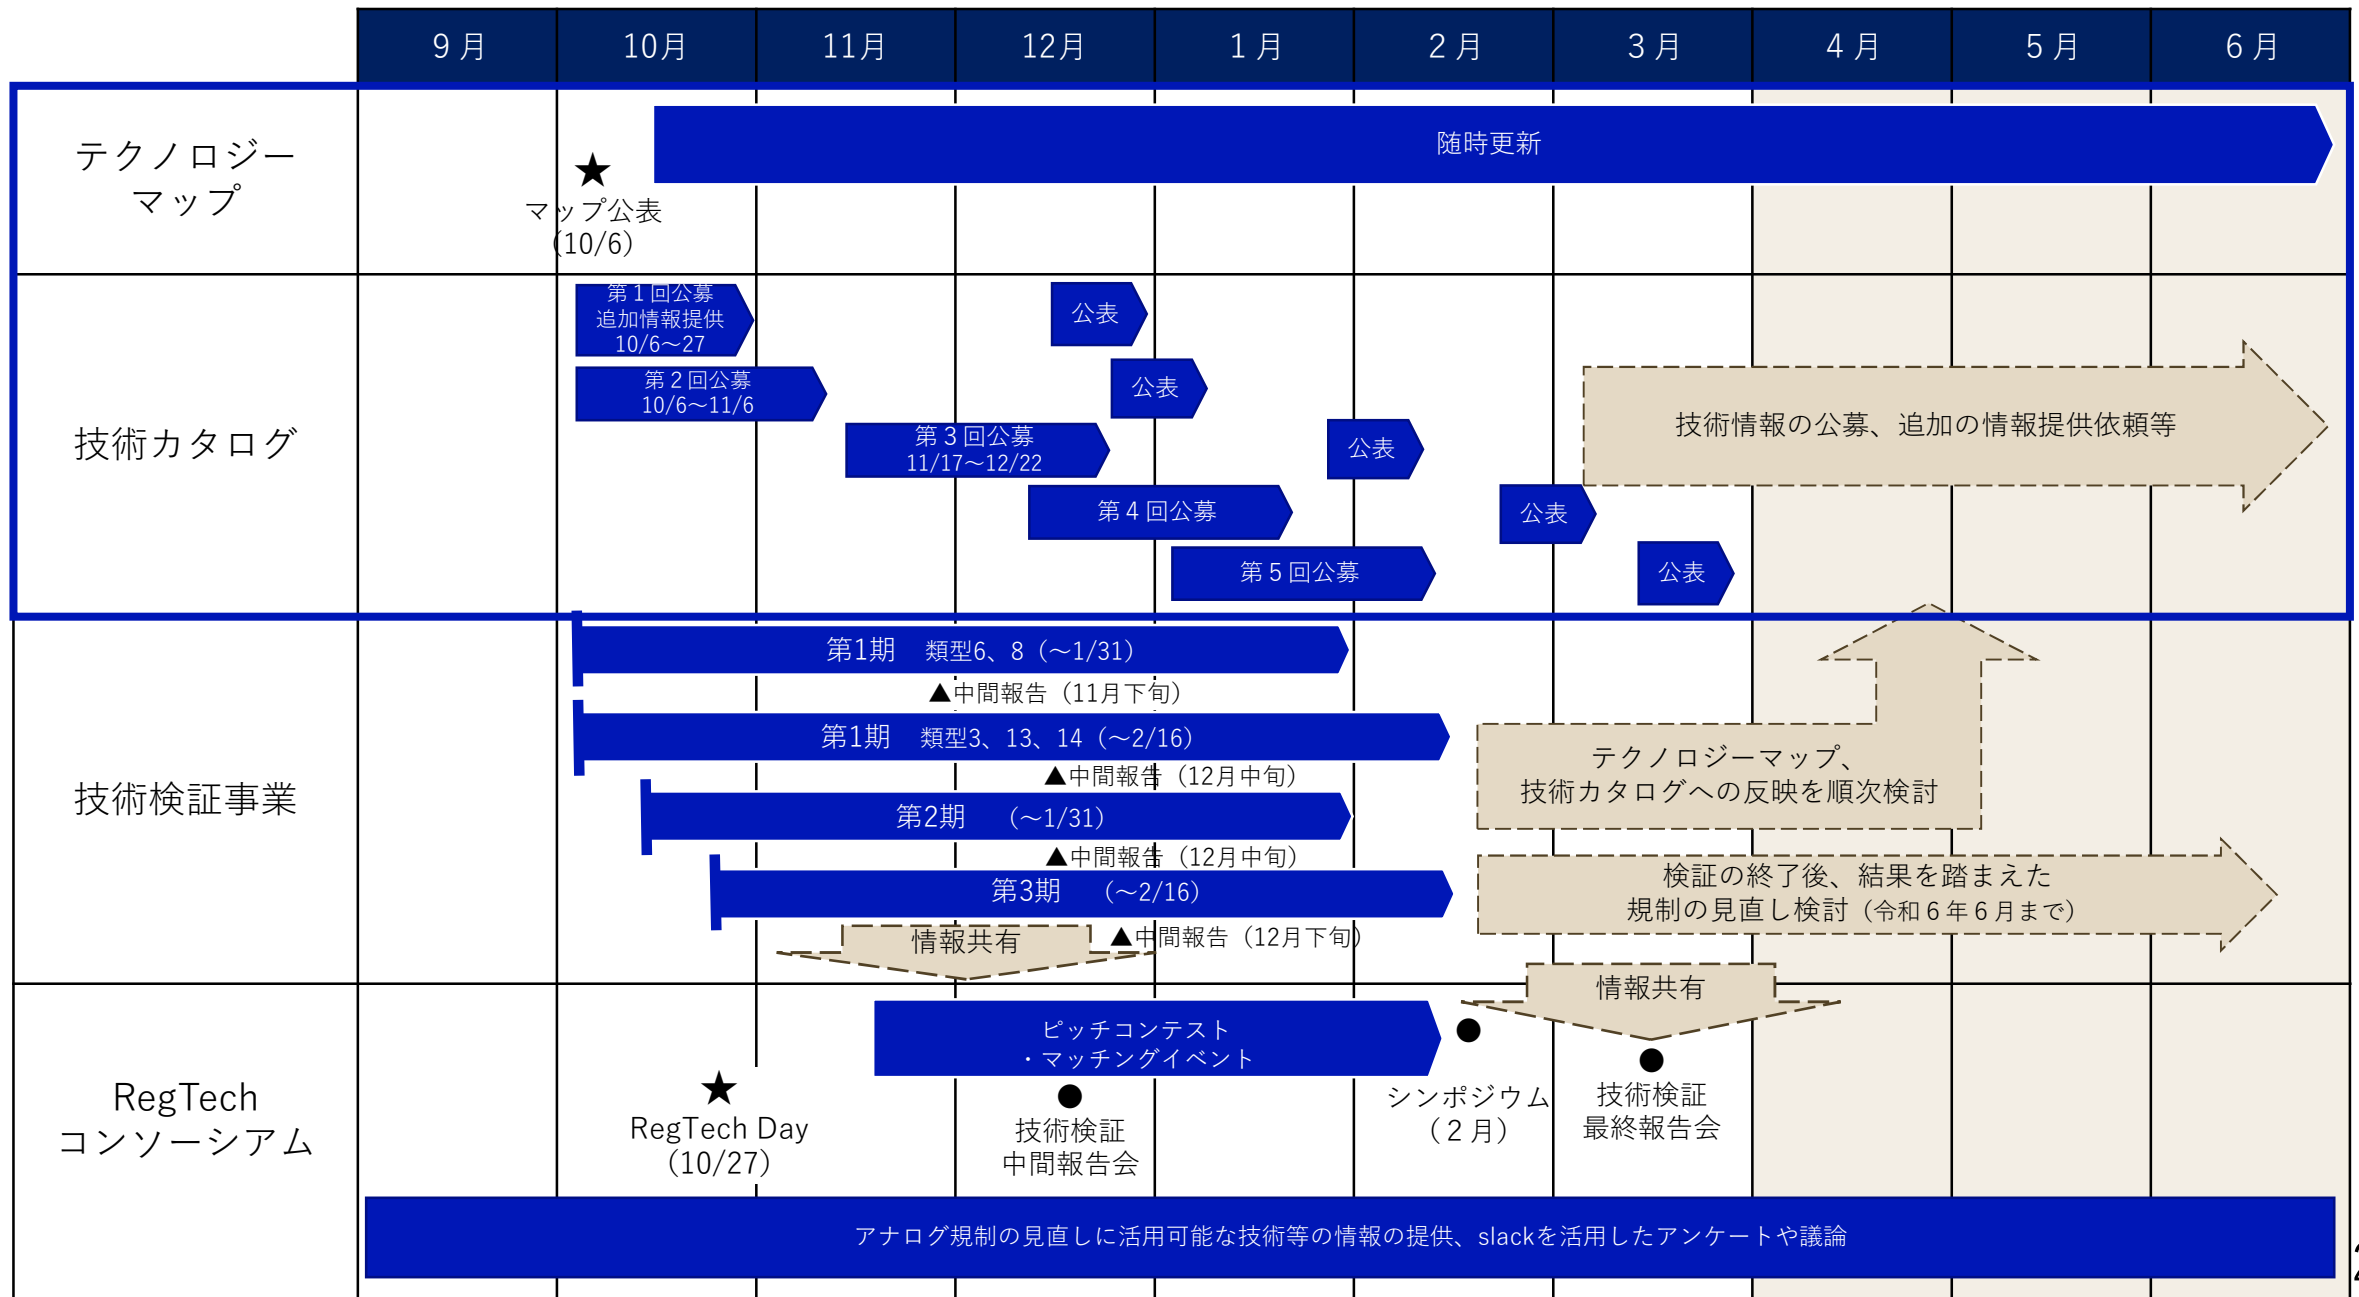 9月
10月
11月
12月
1月
2月
3月
4月
5月
6月
テクノロジー
マップ
随時更新
★
マップ公表
(10/6)
技術カタログ
第1回公募
追加情報提供
10/6～27
公表
第2回公募
10/6～11/6
公表
第3回公募
11/17～12/22
公表
技術情報の公募、追加の情報提供依頼等
第4回公募
公表
第5回公募
公表
技術検証事業
第1期　類型6、8（～1/31）
▲中間報告（11月下旬）
第1期　類型3、13、14（～2/16）
▲中間報告（12月中旬）
第2期　（～1/31）
▲中間報告（12月中旬）
第3期　（～2/16）
▲中間報告（12月下旬）
テクノロジーマップ、
技術カタログへの反映を順次検討
検証の終了後、結果を踏まえた
規制の見直し検討（令和6年6月まで）
情報共有
情報共有
RegTech
コンソーシアム
ピッチコンテスト
・マッチングイベント
★
RegTech Day
(10/27)
●
技術検証
中間報告会
●
シンポジウム
（2月）
●
技術検証
最終報告会
アナログ規制の見直しに活用可能な技術等の情報の提供、slackを活用したアンケートや議論